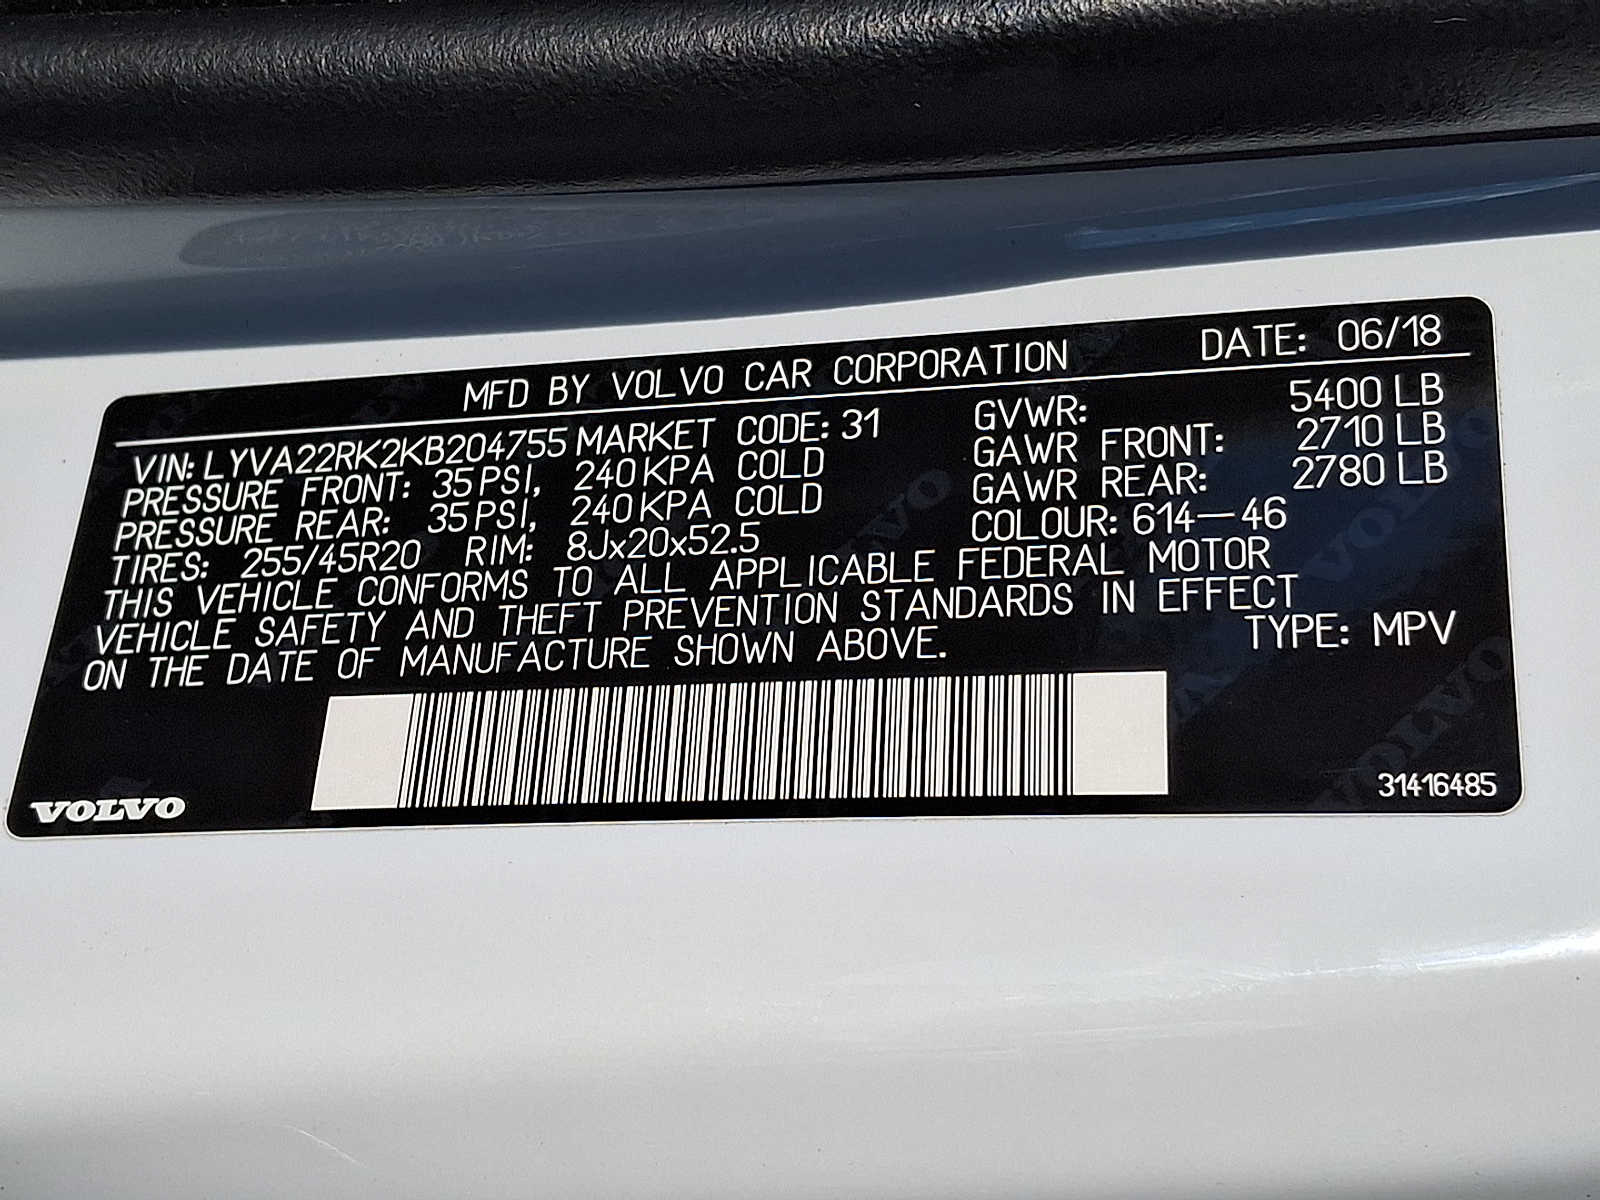 MFD BY VOLVO CAR CORPORATION DATE: 06/18
VIN: LYVA22RK2KB204755 MARKET CODE: 31 GVWR: 5400 LB
PRESSURE FRONT: 35 PSI, 240 KPA COLD GAWR FRONT: 2710 LB
PRESSURE REAR: 35 PSI, 240 KPA COLD GAWR REAR: 2780 LB
TIRES: 255/45R20 RIM: 8Jx20x52.5 COLOUR: 614-46
THIS VEHICLE CONFORMS TO ALL APPLICABLE FEDERAL MOTOR
VEHICLE SAFETY AND THEFT PREVENTION STANDARDS IN EFFECT
ON THE DATE OF MANUFACTURE SHOWN ABOVE. TYPE: MPV
VOLVO 31416485